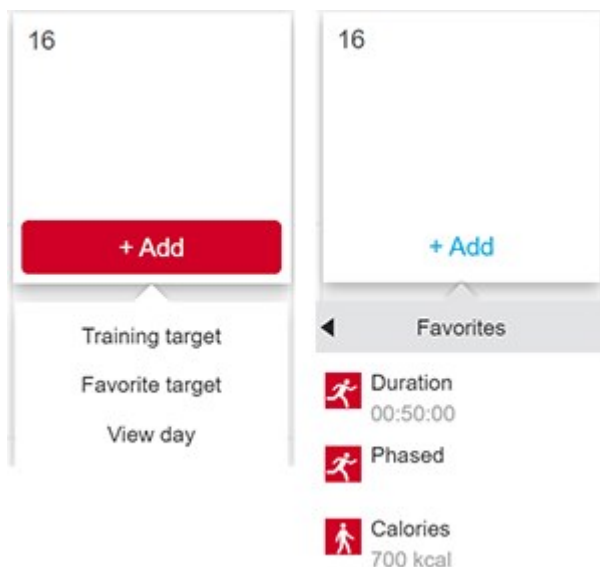 16
+ Add
Training target
Favorite target
View day
16
+ Add
Favorites
Duration
00:50:00
Phased
Calories
700 kcal